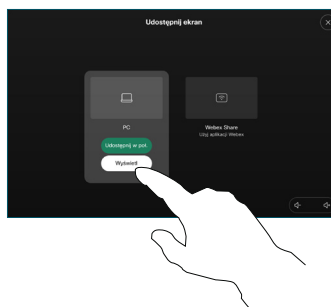 Udostępnij ekran
PC
Udostępnij w poł.
Wyświetl
Webex Share
Użyj aplikacji Webex